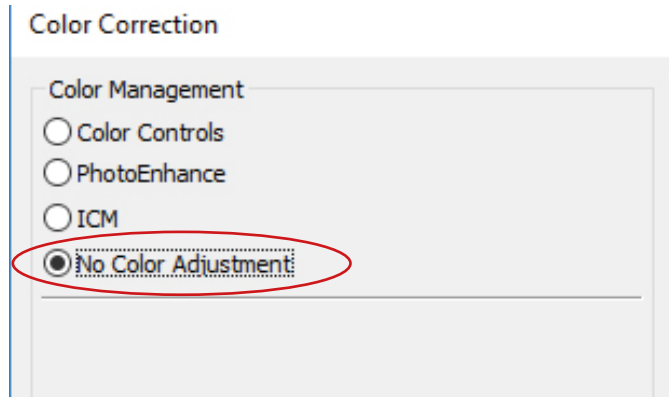 Color Correction
Color Management
Color Controls
PhotoEnhance
ICM
No Color Adjustment